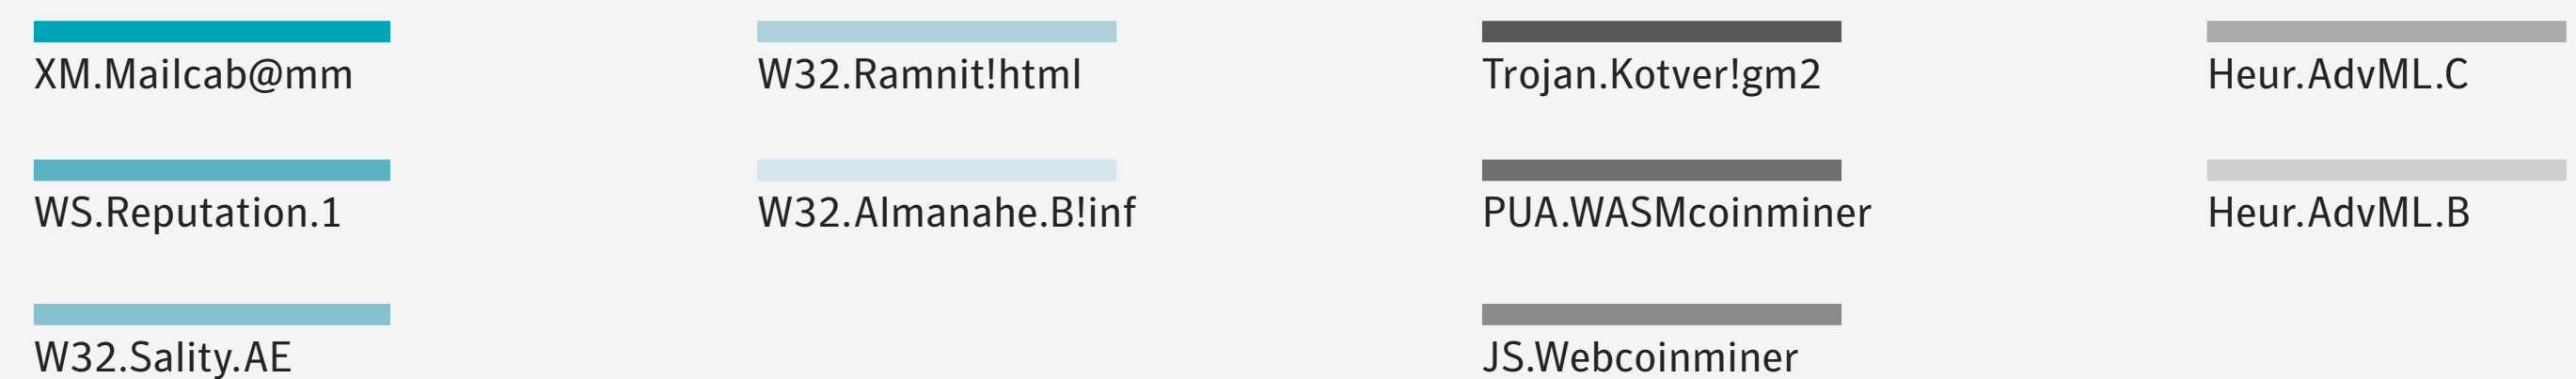 XM.Mailcab@mm
WS.Reputation.1
W32.Sality.AE
W32.Ramnit!html
W32.Almanahe.B!inf
Trojan.Kotver!gm2
PUA.WASMcoinminer
JS.Webcoinminer
Heur.AdvML.C
Heur.AdvML.B